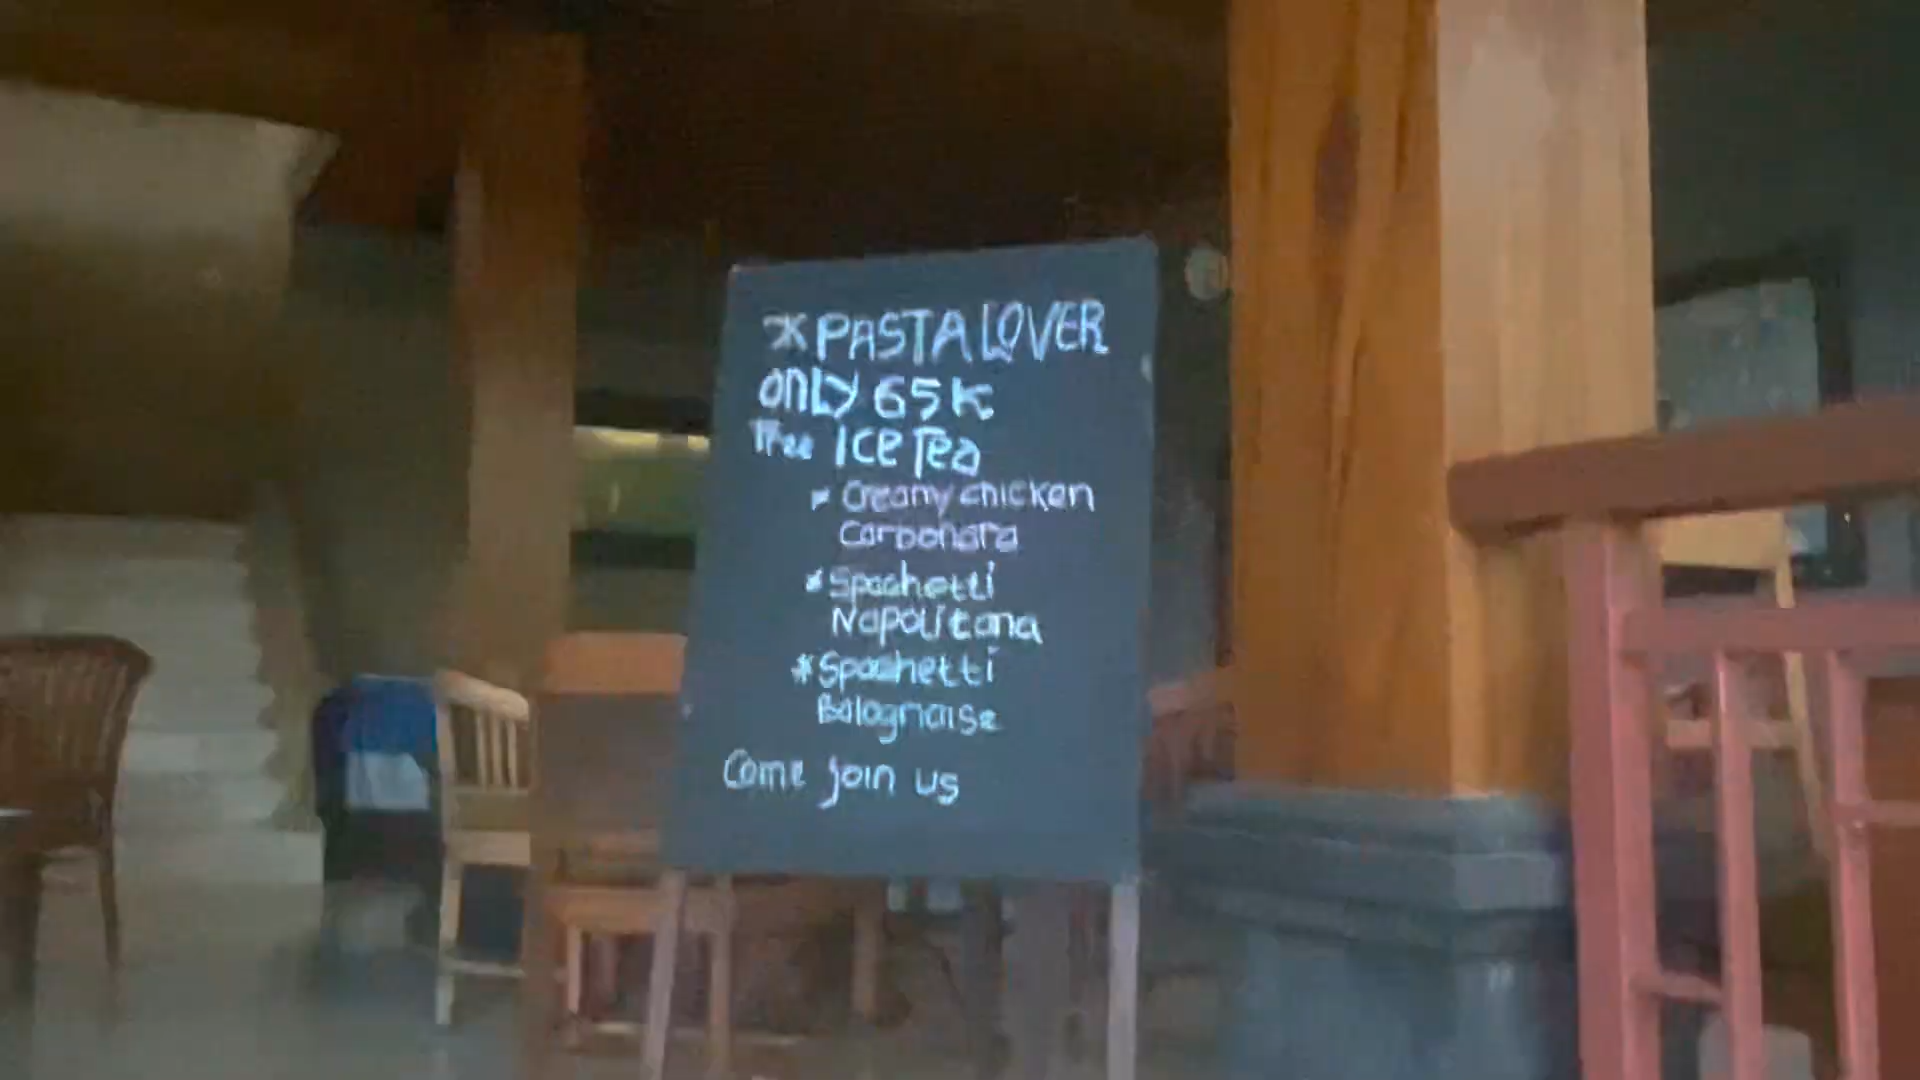 * PASTA LOVER
ONLY 65K
Free Ice Tea
* Creamy chicken
carbonara
* Spaghetti
Napolitana
* Spaghetti
Bolognaise
Come join us